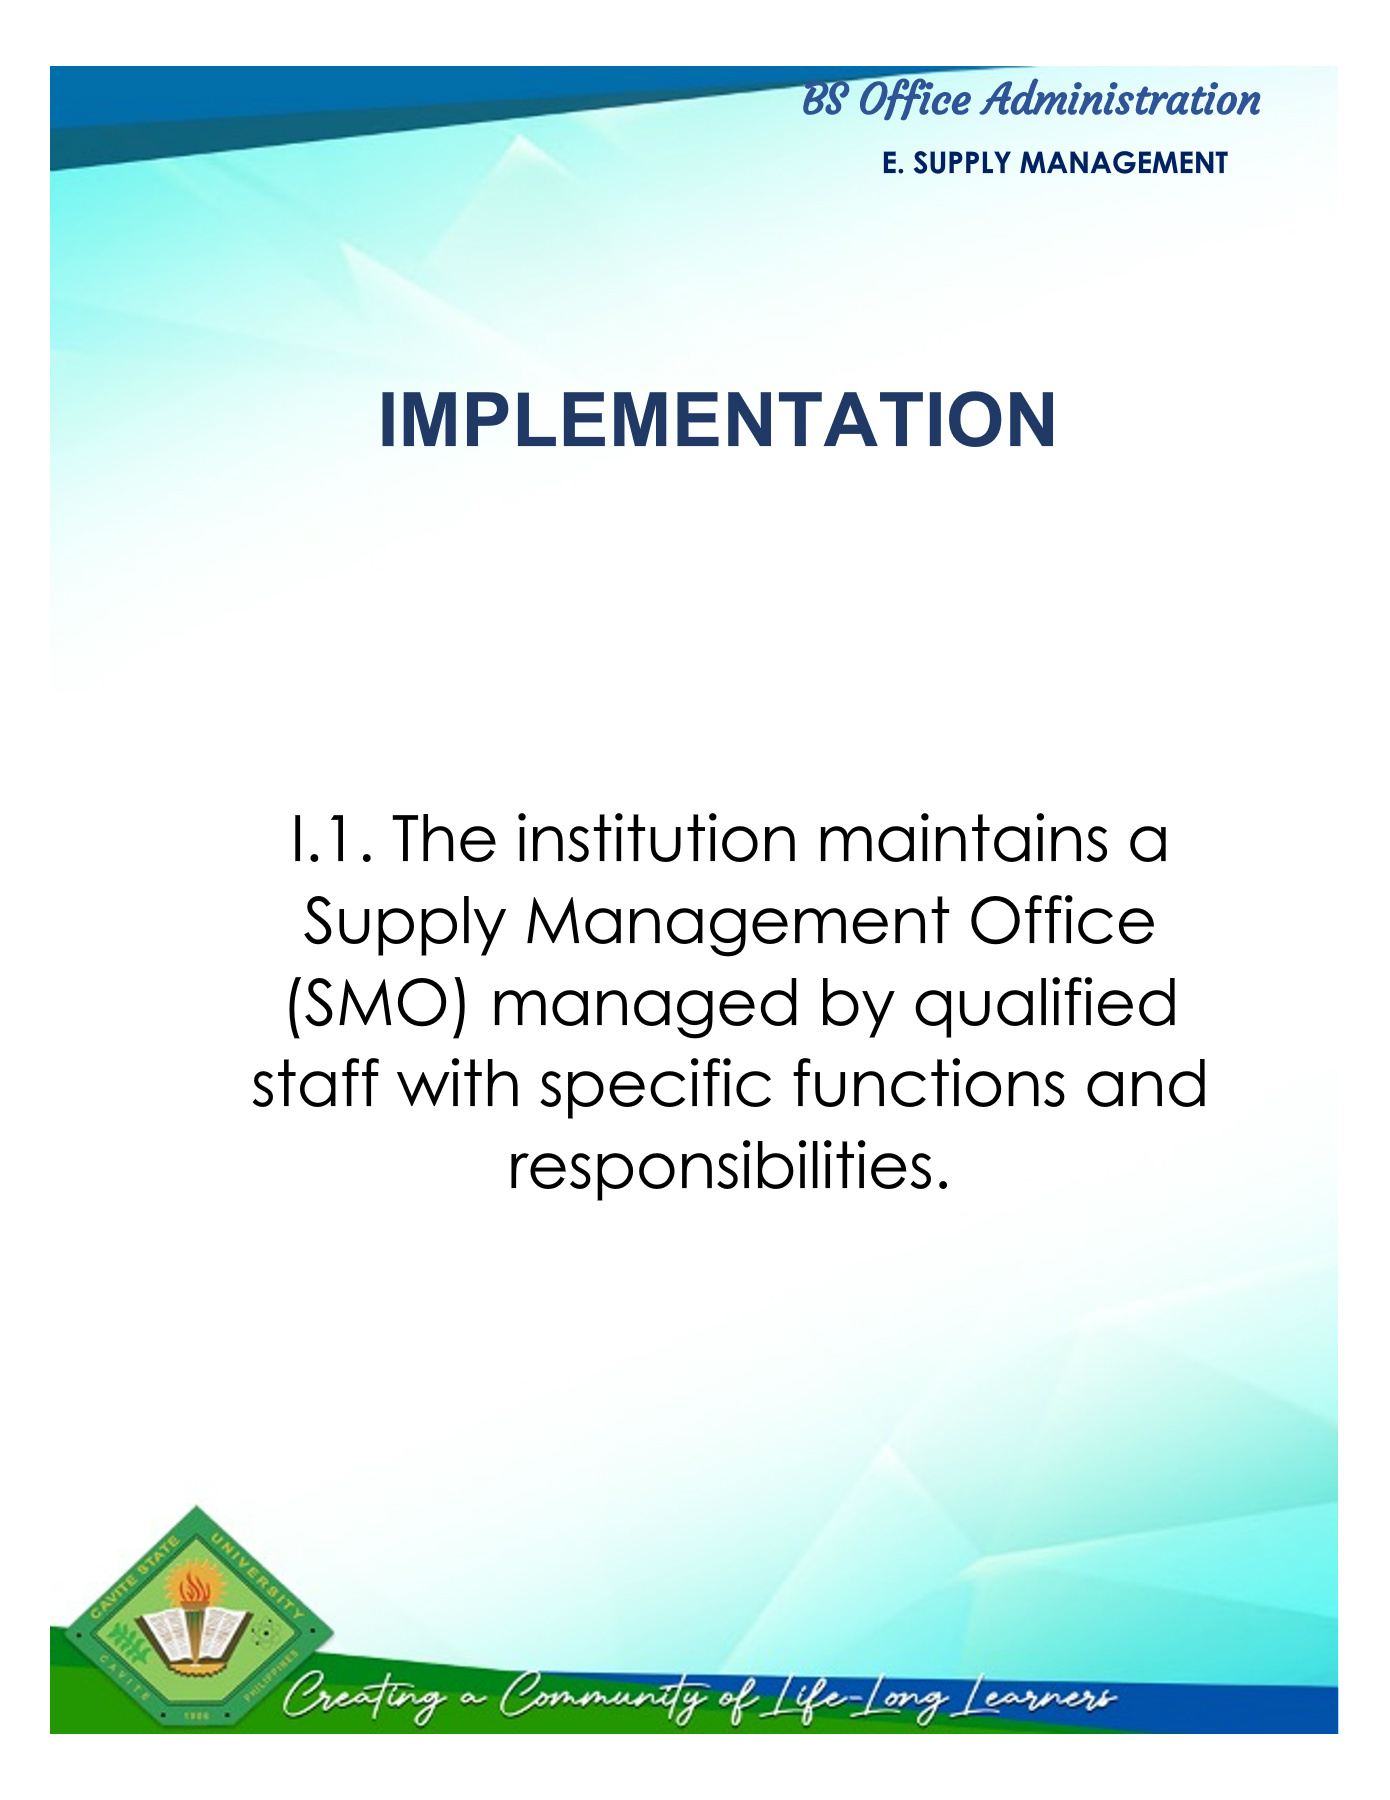 BS Office Administration
E. SUPPLY MANAGEMENT
IMPLEMENTATION
I.1. The institution maintains a
Supply Management Office
(SMO) managed by qualified
staff with specific functions and
responsibilities.
CAVITE STATE UNIVERSITY
CAVITE
PHILIPPINES
1906
Creating a Community of Life-Long Learners